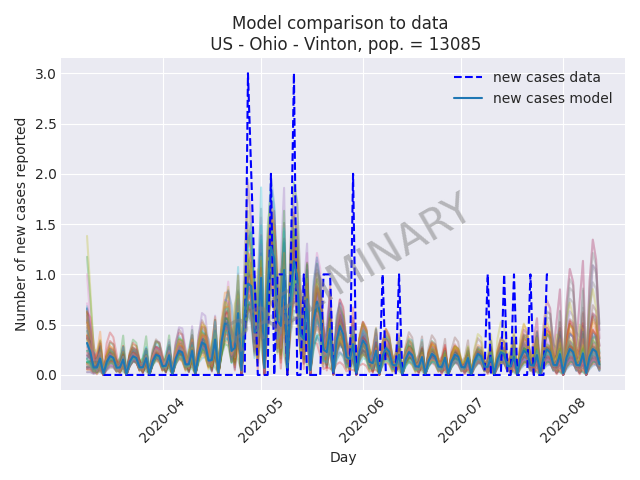 Model comparison to data
US - Ohio - Vinton, pop. = 13085
new cases data
new cases model
Number of new cases reported
3.0
2.5
2.0
1.5
1.0
0.5
0.0
2020-04
2020-05
2020-06
2020-07
2020-08
Day